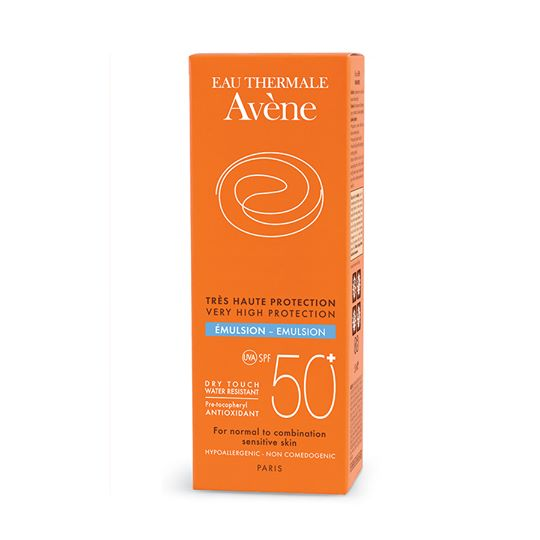 EAU THERMALE
Avène
TRÈS HAUTE PROTECTION
VERY HIGH PROTECTION
ÉMULSION - EMULSION
UVA SPF 50+
DRY TOUCH
WATER RESISTANT
Pre-tocopheryl
ANTIOXIDANT
For normal to combination
sensitive skin
HYPOALLERGENIC - NON COMEDOGENIC
PARIS